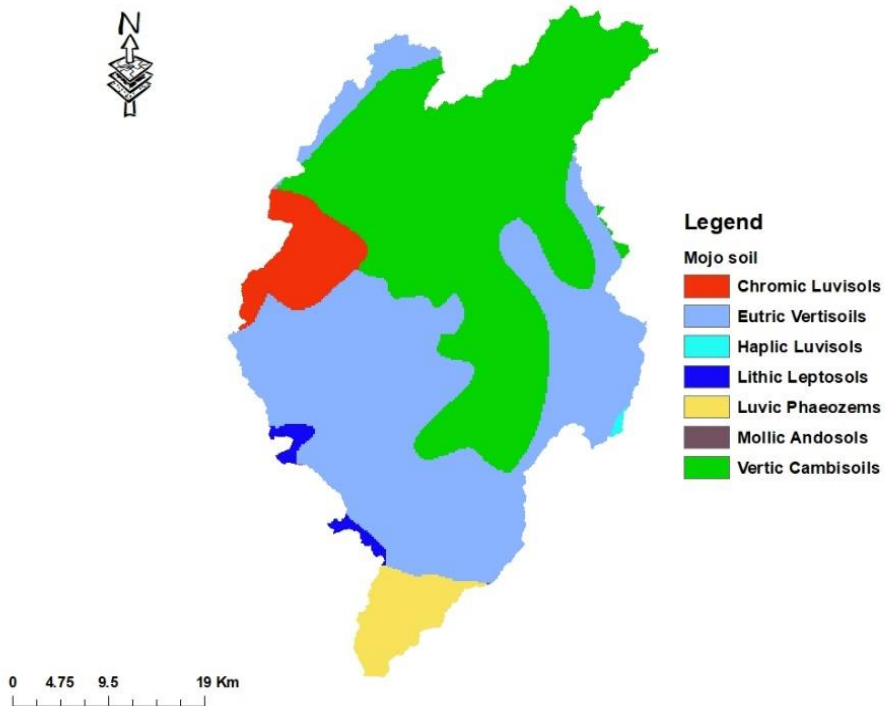 N
Legend
Mojo soil
Chromic Luvisols
Eutric Vertisoils
Haplic Luvisols
Lithic Leptosols
Luvic Phaeozems
Mollic Andosols
Vertic Cambisoils
0 4.75 9.5 19 Km